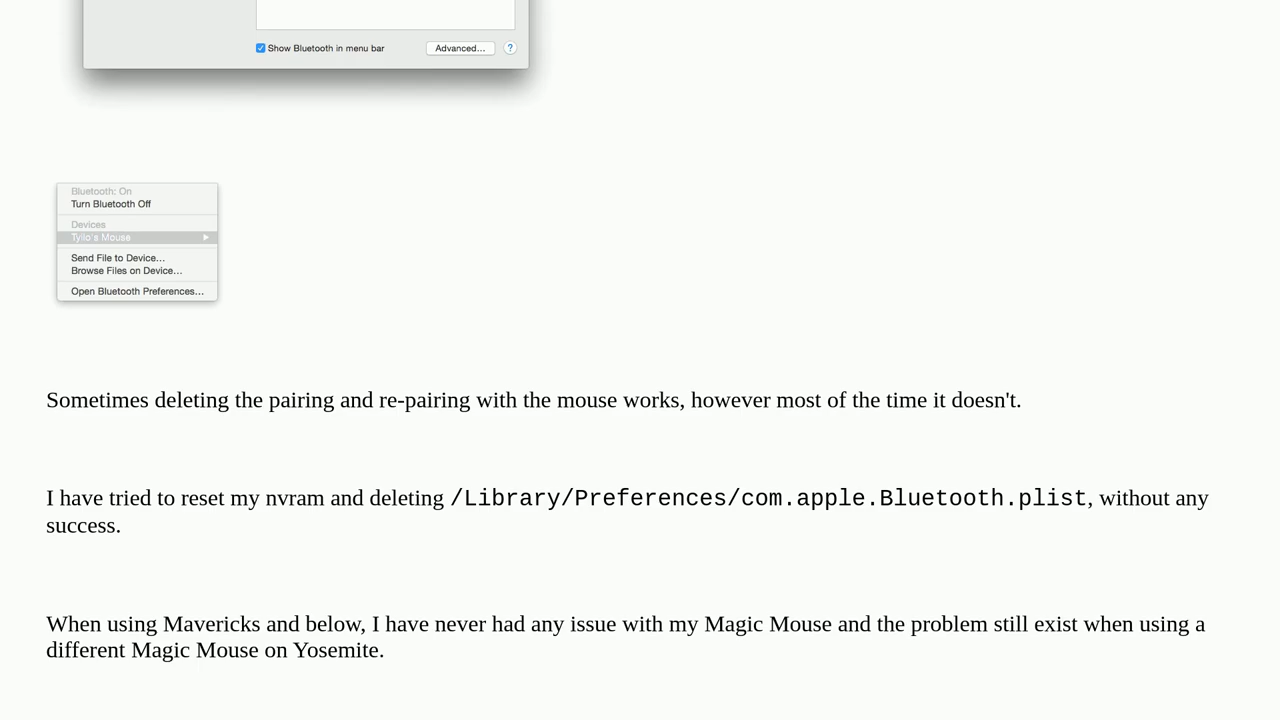 Show Bluetooth in menu bar Advanced... ?
Bluetooth: On
Turn Bluetooth Off
Devices
Tyilo's Mouse
Send File to Device...
Browse Files on Device...
Open Bluetooth Preferences...
Sometimes deleting the pairing and re-pairing with the mouse works, however most of the time it doesn't.
I have tried to reset my nvram and deleting /Library/Preferences/com.apple.Bluetooth.plist, without any
success.
When using Mavericks and below, I have never had any issue with my Magic Mouse and the problem still exist when using a
different Magic Mouse on Yosemite.